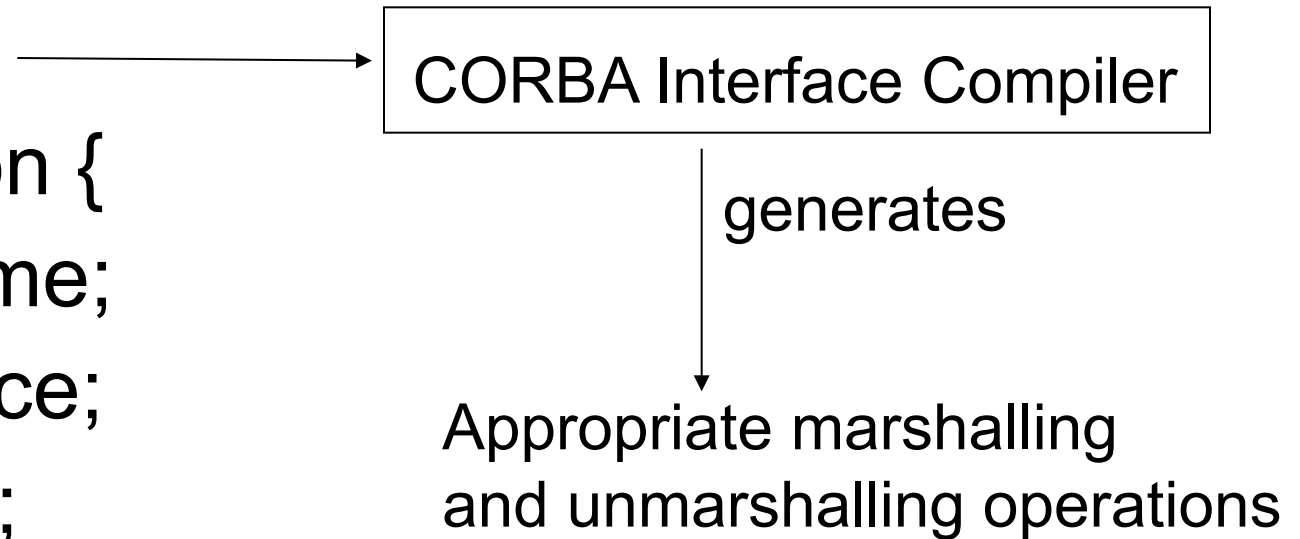 CORBA Interface Compiler
on {
generates
me;
ce;
Appropriate marshalling
;
and unmarshalling operations